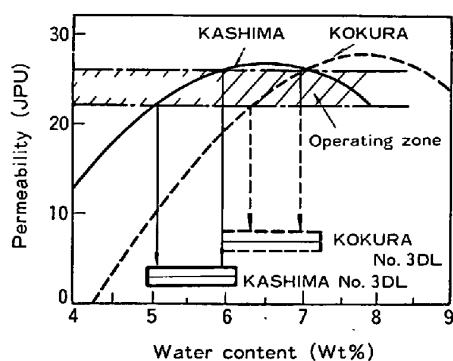 30
20
10
0
Permeability (JPU)
KASHIMA
KOKURA
Operating zone
KOKURA
No. 3DL
KASHIMA No. 3DL
4 5 6 7 8 9
Water content (Wt%)